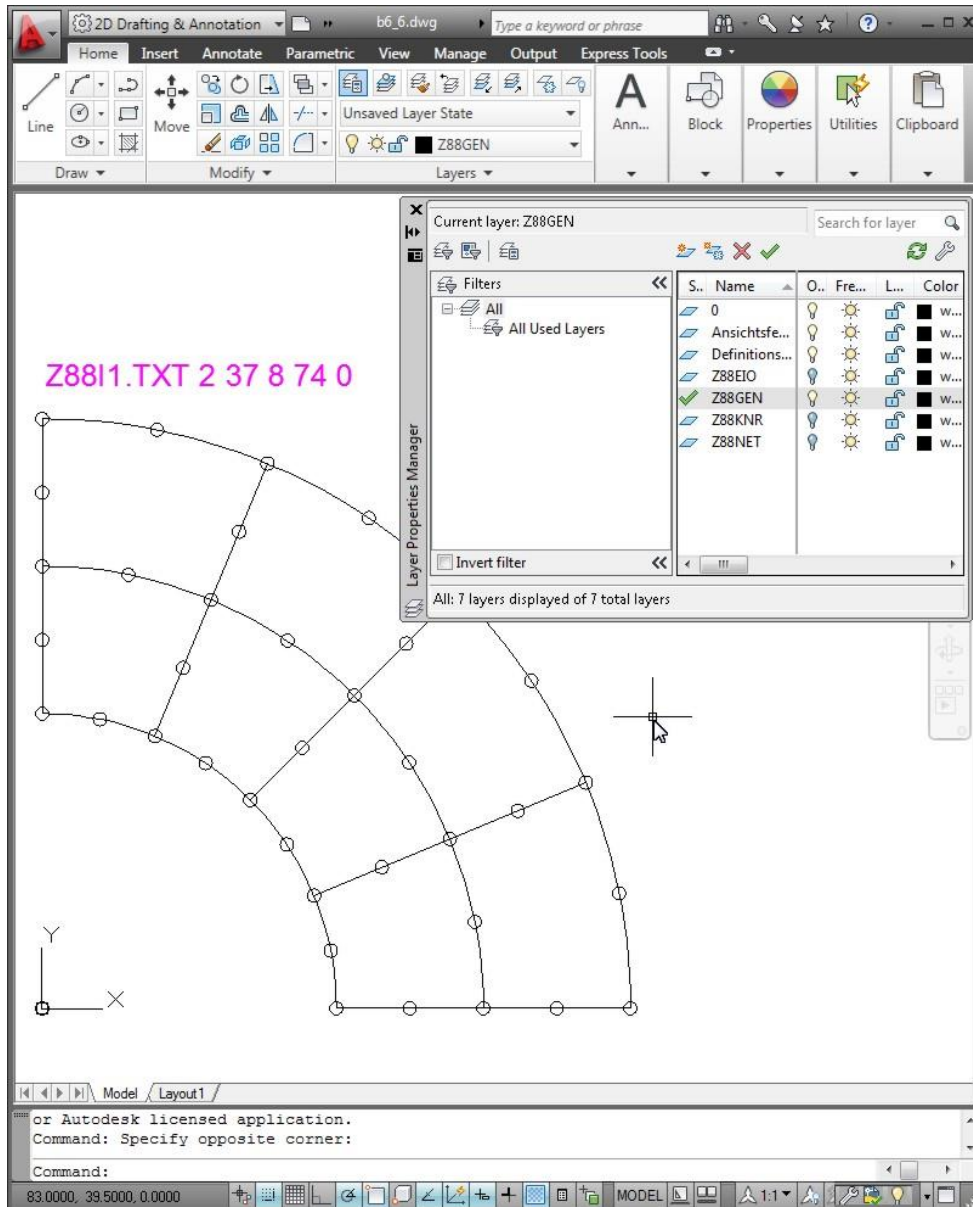 2D Drafting & Annotation
b6_6.dwg
Type a keyword or phrase
Home Insert Annotate Parametric View Manage Output Express Tools
Line
Move
Unsaved Layer State
Z88GEN
Ann...
Block
Properties
Utilities
Clipboard
Draw
Modify
Layers
Current layer: Z88GEN
Search for layer
Filters
All
All Used Layers
S.. Name O.. Fre... L... Color
0 w...
Ansichtsfe... w...
Definitions... w...
Z88EIO w...
Z88GEN w...
Z88KNR w...
Z88NET w...
Invert filter
All: 7 layers displayed of 7 total layers
Layer Properties Manager
Z88I1.TXT 2 37 8 74 0
Y
X
Model Layout1
or Autodesk licensed application.
Command: Specify opposite corner:
Command:
83.0000, 39.5000, 0.0000
MODEL
1:1